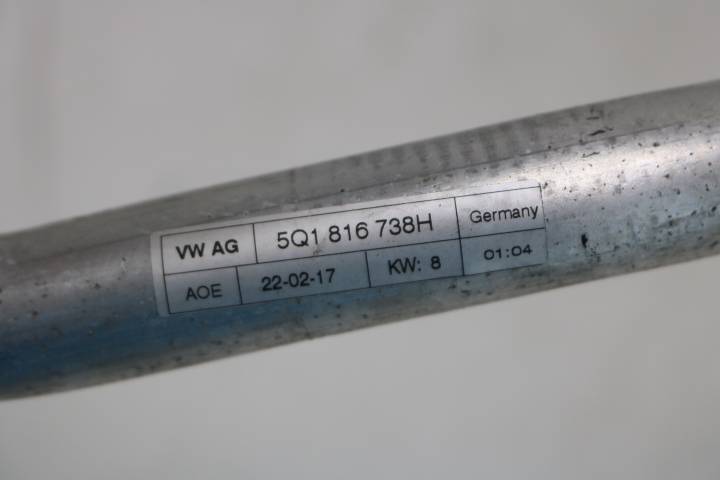 VW AG 5Q1 816 738H Germany
AOE 22-02-17 KW: 8 01:04